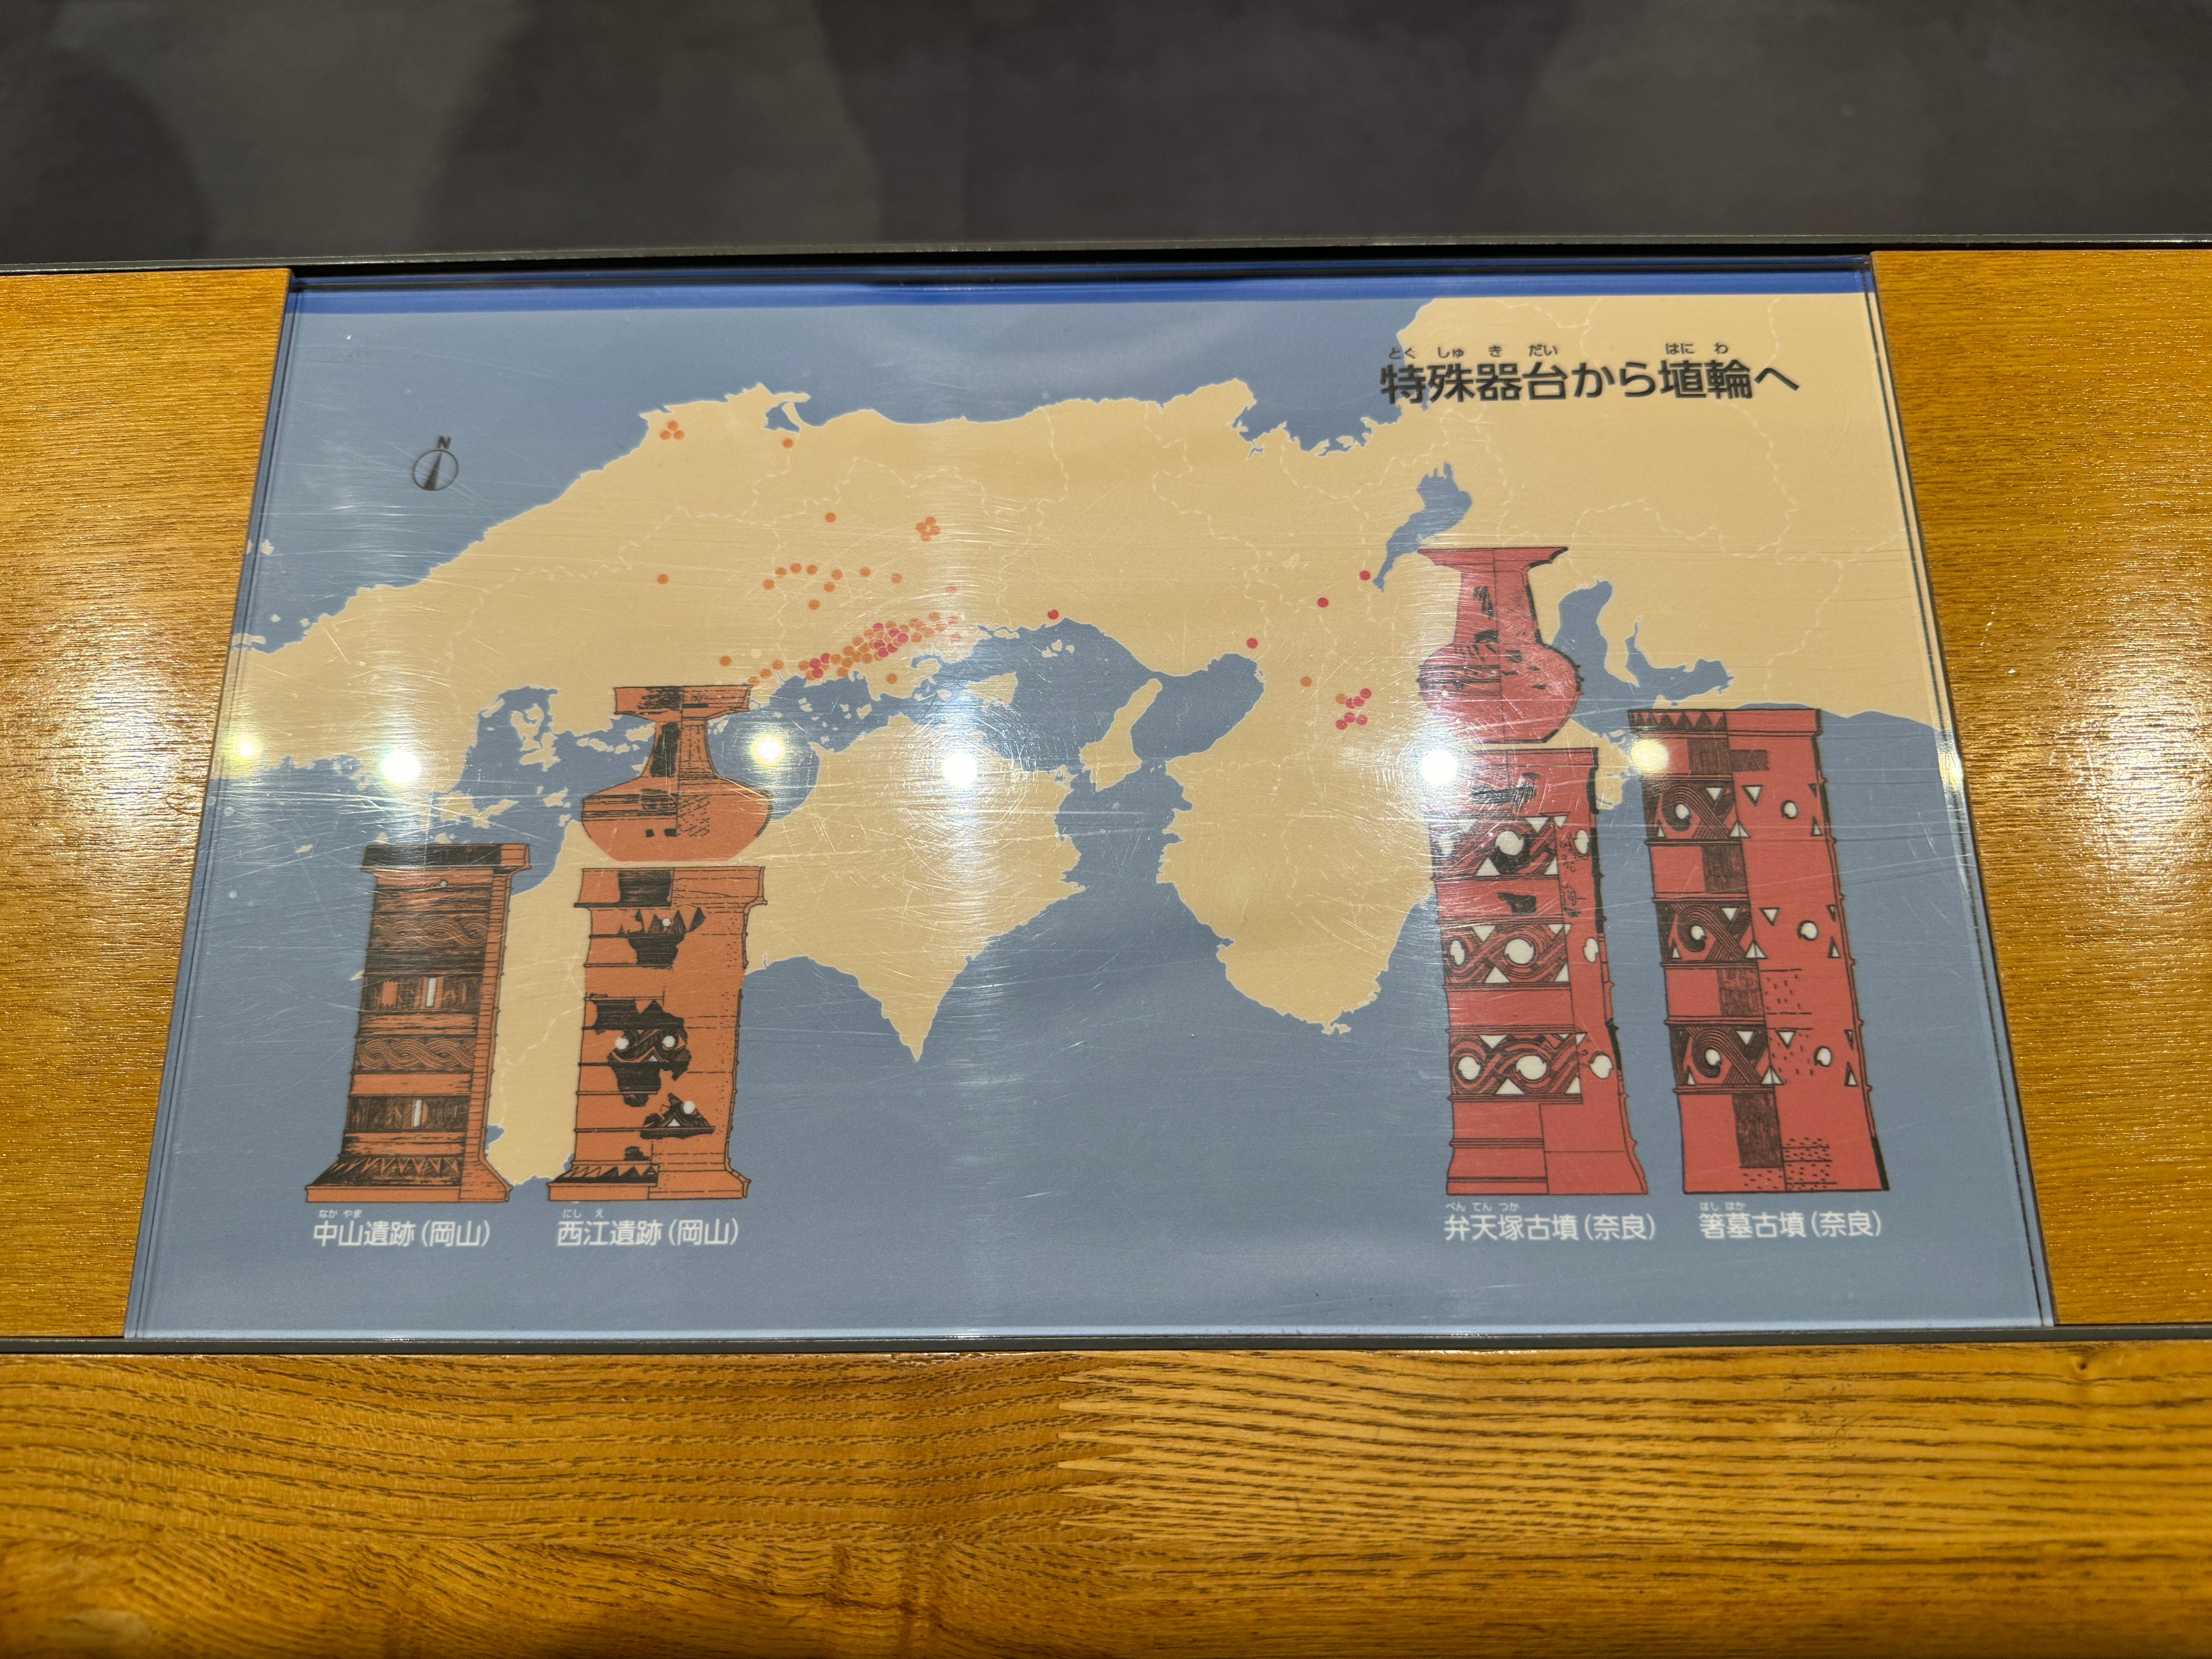 とく しゅ き だい はに わ
特殊器台から埴輪へ
N
なか やま
中山遺跡(岡山)
にし え
西江遺跡(岡山)
べん てん つか
弁天塚古墳(奈良)
はし はか
箸墓古墳(奈良)